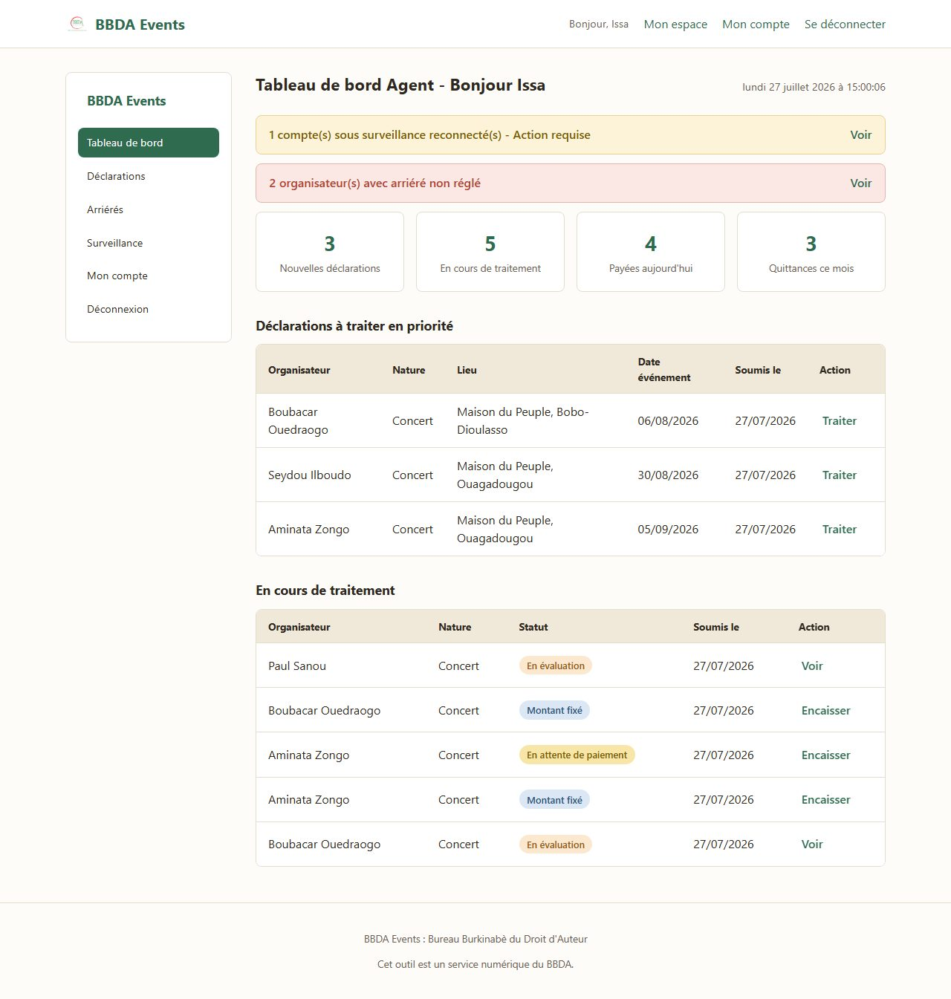 BBDA Events
Bonjour, Issa
Mon espace
Mon compte
Se déconnecter
BBDA Events
Tableau de bord
Déclarations
Arriérés
Surveillance
Mon compte
Déconnexion
Tableau de bord Agent - Bonjour Issa
lundi 27 juillet 2026 à 15:00:06
1 compte(s) sous surveillance reconnecté(s) - Action requise
Voir
2 organisateur(s) avec arriéré non réglé
Voir
3
Nouvelles déclarations
5
En cours de traitement
4
Payées aujourd'hui
3
Quittances ce mois
Déclarations à traiter en priorité
Organisateur Nature Lieu Date événement Soumis le Action
Boubacar Ouedraogo Concert Maison du Peuple, Bobo-Dioulasso 06/08/2026 27/07/2026 Traiter
Seydou Ilboudo Concert Maison du Peuple, Ouagadougou 30/08/2026 27/07/2026 Traiter
Aminata Zongo Concert Maison du Peuple, Ouagadougou 05/09/2026 27/07/2026 Traiter
En cours de traitement
Organisateur Nature Statut Soumis le Action
Paul Sanou Concert En évaluation 27/07/2026 Voir
Boubacar Ouedraogo Concert Montant fixé 27/07/2026 Encaisser
Aminata Zongo Concert En attente de paiement 27/07/2026 Encaisser
Aminata Zongo Concert Montant fixé 27/07/2026 Encaisser
Boubacar Ouedraogo Concert En évaluation 27/07/2026 Voir
BBDA Events : Bureau Burkinabè du Droit d'Auteur
Cet outil est un service numérique du BBDA.